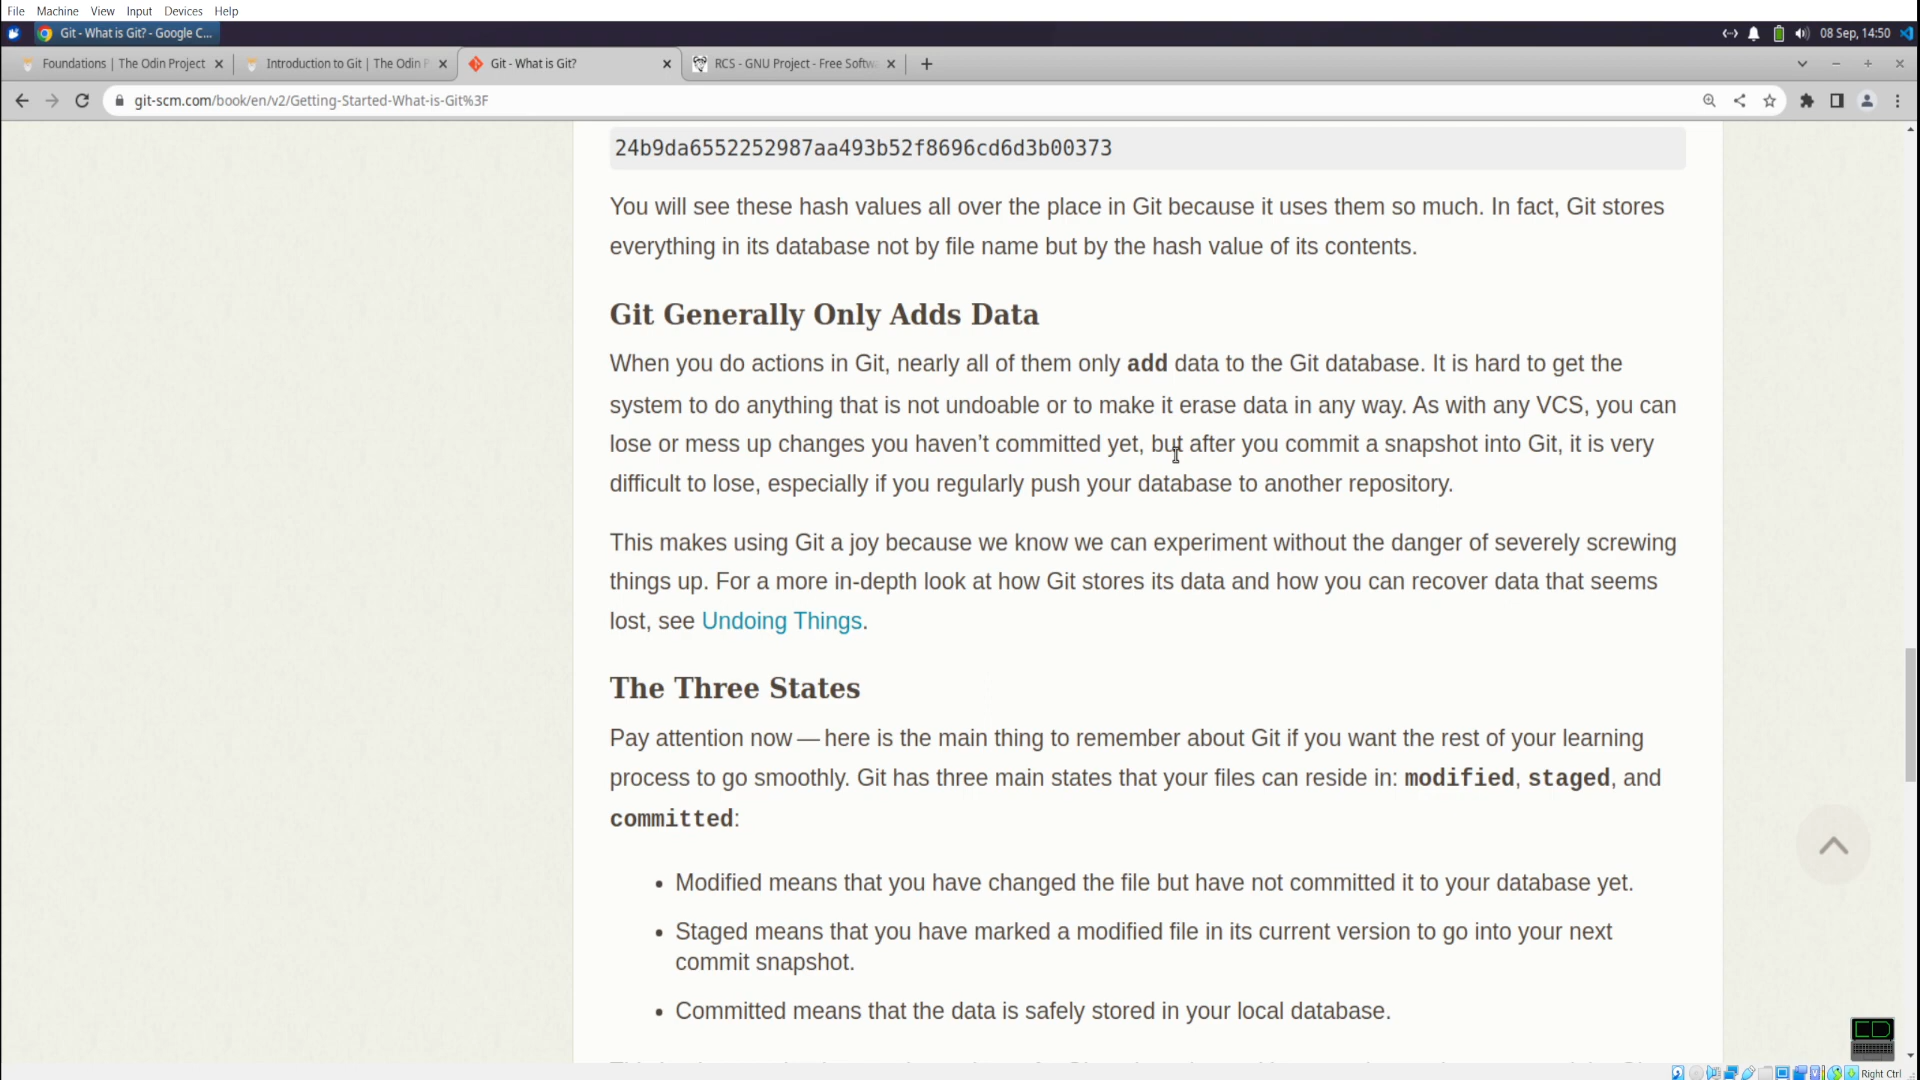 File Machine View Input Devices Help
Git - What is Git? - Google C...
08 Sep, 14:50
Foundations | The Odin Project
Introduction to Git | The Odin P
Git - What is Git?
RCS - GNU Project - Free Softw
git-scm.com/book/en/v2/Getting-Started-What-is-Git%3F
24b9da6552252987aa493b52f8696cd6d3b00373
You will see these hash values all over the place in Git because it uses them so much. In fact, Git stores
everything in its database not by file name but by the hash value of its contents.
Git Generally Only Adds Data
When you do actions in Git, nearly all of them only add data to the Git database. It is hard to get the
system to do anything that is not undoable or to make it erase data in any way. As with any VCS, you can
lose or mess up changes you haven’t committed yet, but after you commit a snapshot into Git, it is very
difficult to lose, especially if you regularly push your database to another repository.
This makes using Git a joy because we know we can experiment without the danger of severely screwing
things up. For a more in-depth look at how Git stores its data and how you can recover data that seems
lost, see Undoing Things.
The Three States
Pay attention now — here is the main thing to remember about Git if you want the rest of your learning
process to go smoothly. Git has three main states that your files can reside in: modified, staged, and
committed:
• Modified means that you have changed the file but have not committed it to your database yet.
• Staged means that you have marked a modified file in its current version to go into your next
commit snapshot.
• Committed means that the data is safely stored in your local database.
CD
Right Ctrl